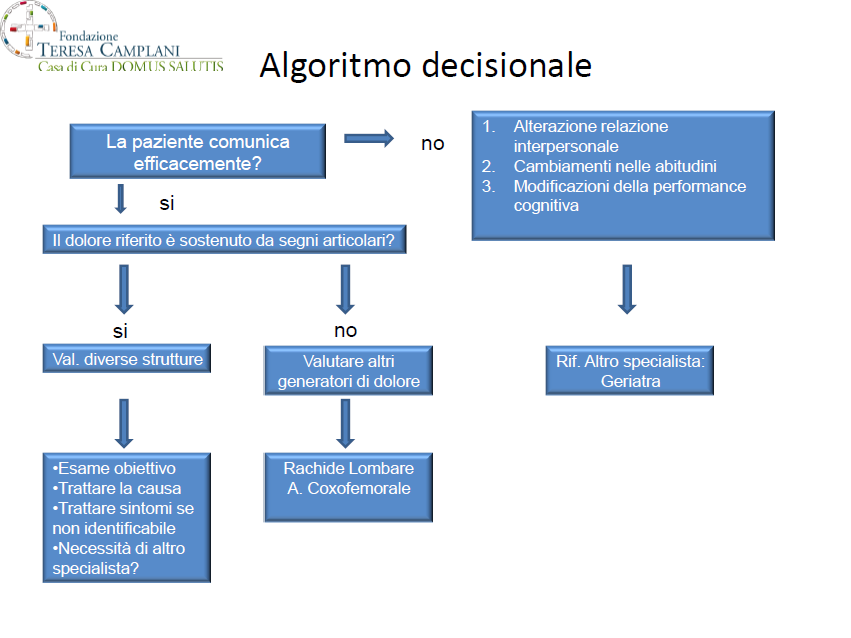 Fondazione
TERESA CAMPLANI
Casa di Cura DOMUS SALUTIS
Algoritmo decisionale
La paziente comunica
efficacemente?
no
1. Alterazione relazione
interpersonale
2. Cambiamenti nelle abitudini
3. Modificazioni della performance
cognitiva
si
Il dolore riferito è sostenuto da segni articolari?
si
no
Val. diverse strutture
Valutare altri
generatori di dolore
Rif. Altro specialista:
Geriatra
•Esame obiettivo
•Trattare la causa
•Trattare sintomi se
non identificabile
•Necessità di altro
specialista?
Rachide Lombare
A. Coxofemorale